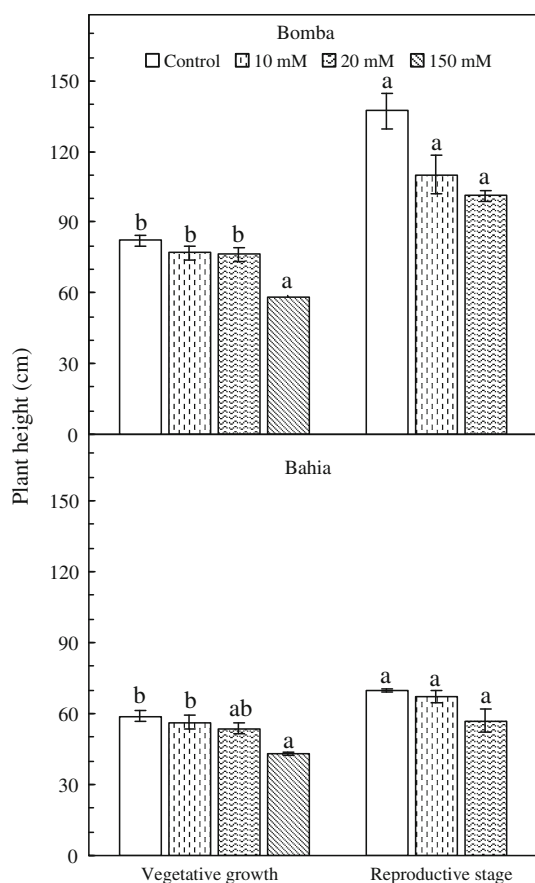 Bomba
Control 10 mM 20 mM 150 mM
150
120
90
60
30
0
a
a
a
b
b
b
a
Plant height (cm)
Bahia
150
120
90
60
30
0
b
b
ab
a
a
a
a
Vegetative growth Reproductive stage